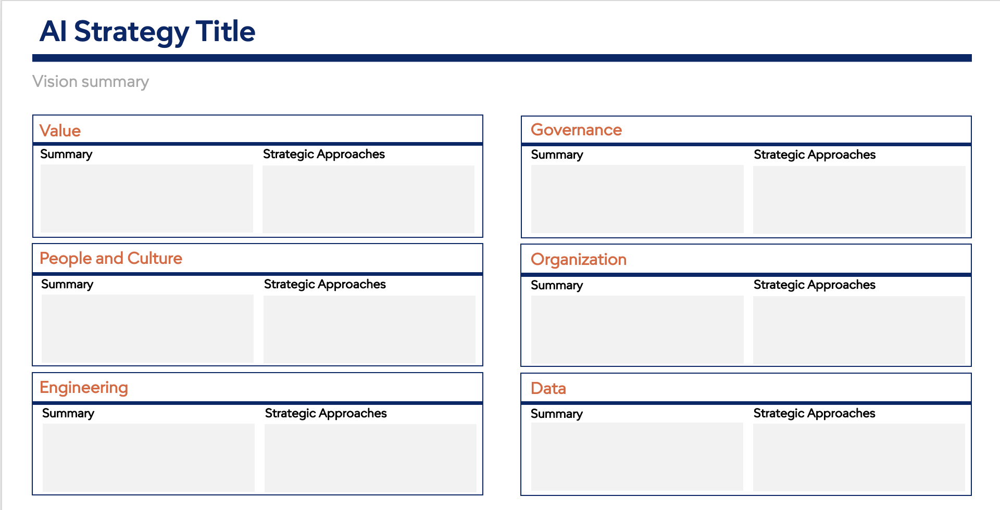 AI Strategy Title
Vision summary
Value
Summary
Strategic Approaches
Governance
Summary
Strategic Approaches
People and Culture
Summary
Strategic Approaches
Organization
Summary
Strategic Approaches
Engineering
Summary
Strategic Approaches
Data
Summary
Strategic Approaches